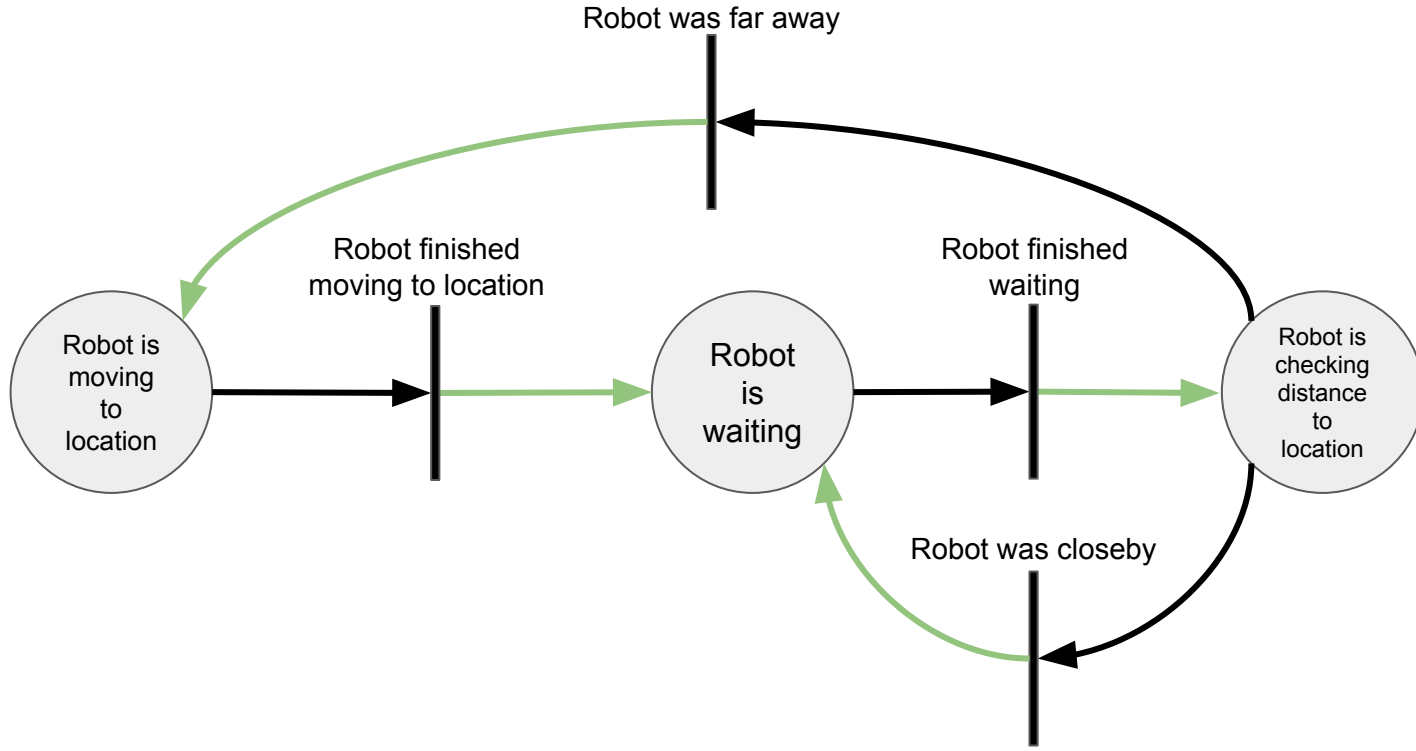 Robot was far away
Robot finished
moving to location
Robot finished
waiting
Robot is
moving
to
location
Robot
is
waiting
Robot is
checking
distance
to
location
Robot was closeby